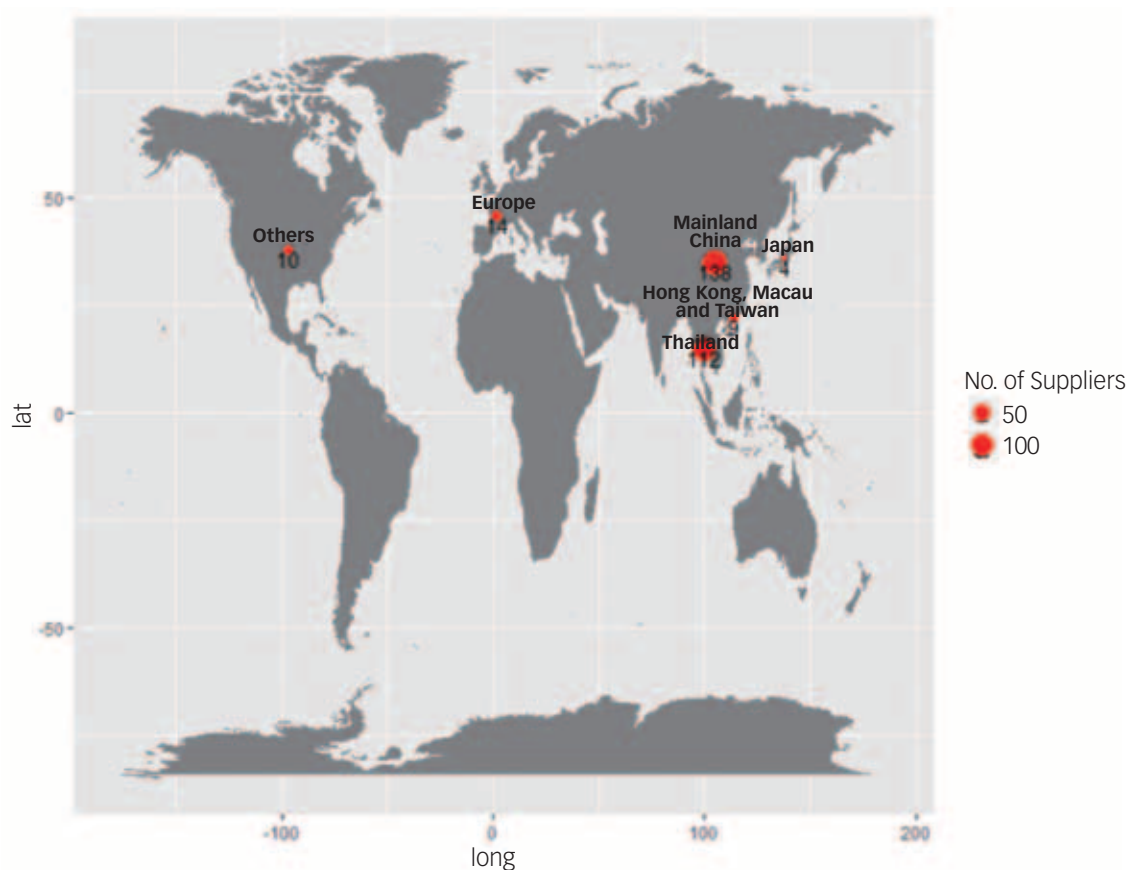 50
Europe
14
Others
10
Mainland
China
138
Japan
4
Hong Kong, Macau
and Taiwan
Thailand
112
No. of Suppliers
50
100
lat
0
-50
-100
0
100
200
long